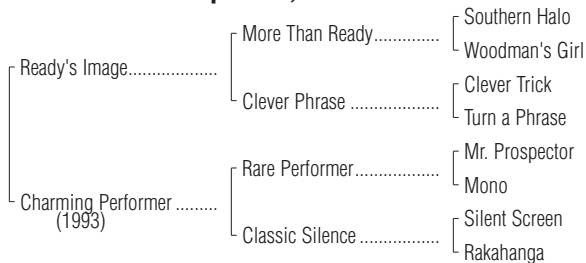 Southern Halo
More Than Ready..............
Woodman's Girl
Ready's Image...................
Clever Trick
Clever Phrase ...................
Turn a Phrase
Mr. Prospector
Rare Performer.................
Mono
Charming Performer .........
(1993)
Silent Screen
Classic Silence .................
Rakahanga